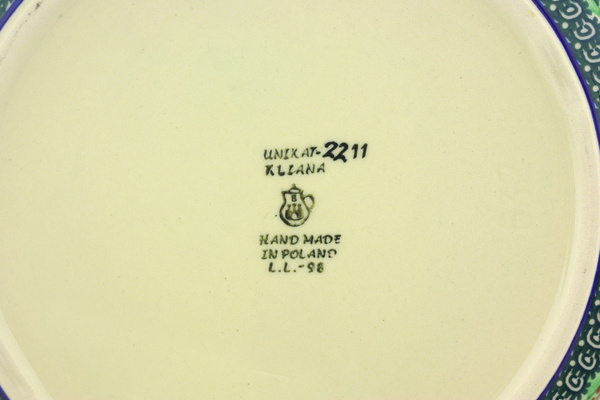 UNIKAT-2211
KLIANA
B
HAND MADE
IN POLAND
L.L.-98